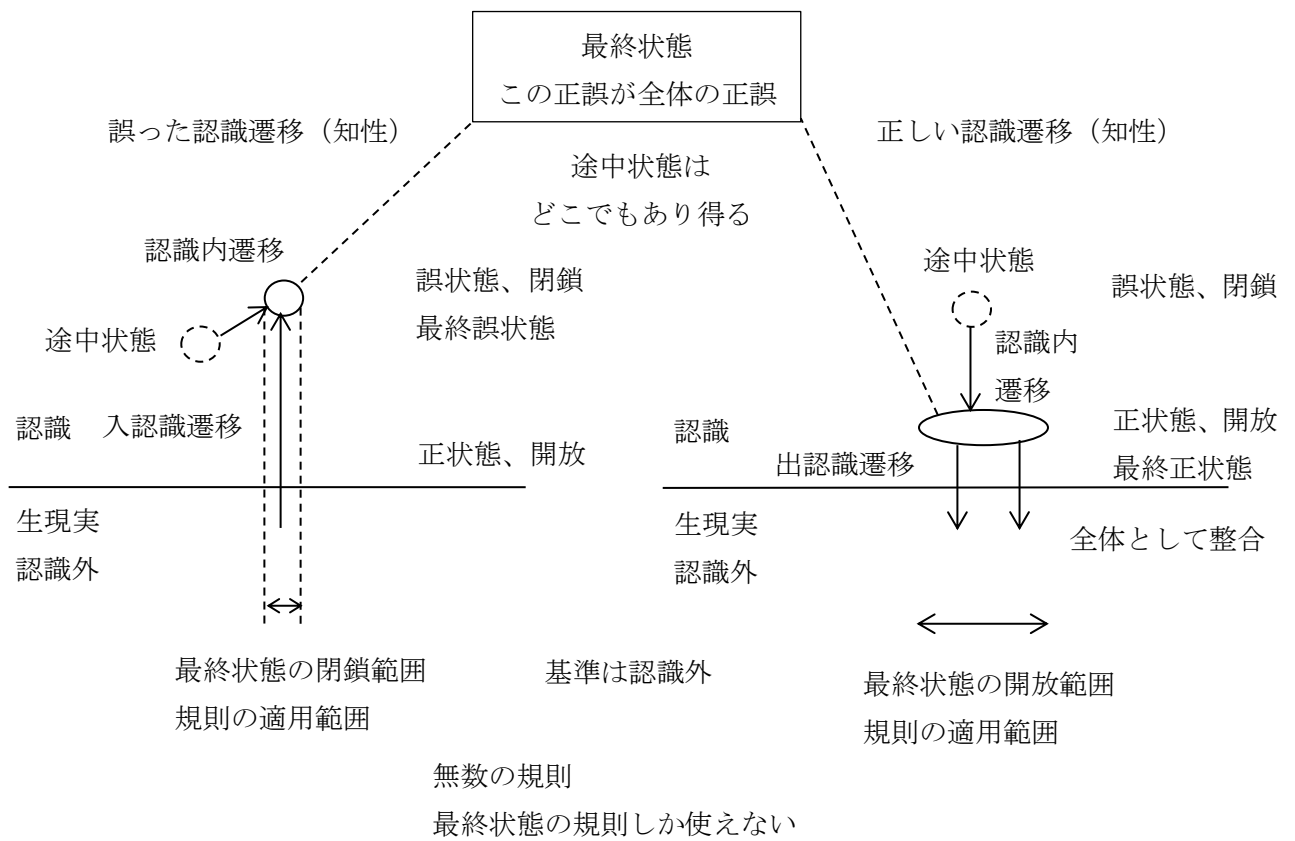 最終状態
この正誤が全体の正誤
誤った認識遷移（知性）
正しい認識遷移（知性）
途中状態は
どこでもあり得る
認識内遷移
途中状態
誤状態、閉鎖
最終誤状態
認識
入認識遷移
正状態、開放
生現実
認識外
最終状態の閉鎖範囲
規則の適用範囲
途中状態
誤状態、閉鎖
認識内
遷移
認識
出認識遷移
正状態、開放
最終正状態
生現実
認識外
全体として整合
基準は認識外
最終状態の開放範囲
規則の適用範囲
無数の規則
最終状態の規則しか使えない